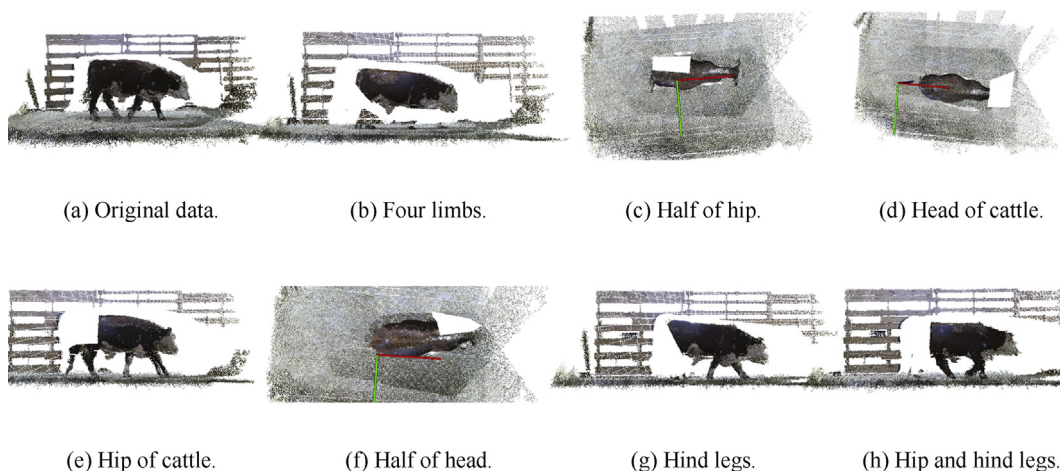 (a) Original data.
(b) Four limbs.
(c) Half of hip.
(d) Head of cattle.
(e) Hip of cattle.
(f) Half of head.
(g) Hind legs.
(h) Hip and hind legs.